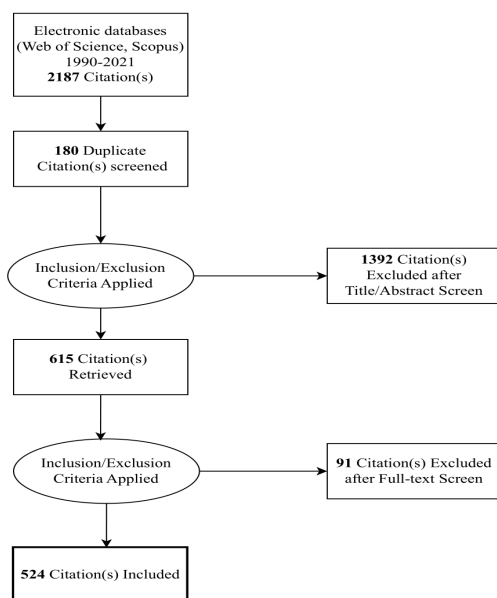 Electronic databases
(Web of Science, Scopus)
1990-2021
2187 Citation(s)
180 Duplicate
Citation(s) screened
Inclusion/Exclusion
Criteria Applied
1392 Citation(s)
Excluded after
Title/Abstract Screen
615 Citation(s)
Retrieved
Inclusion/Exclusion
Criteria Applied
91 Citation(s) Excluded
after Full-text Screen
524 Citation(s) Included